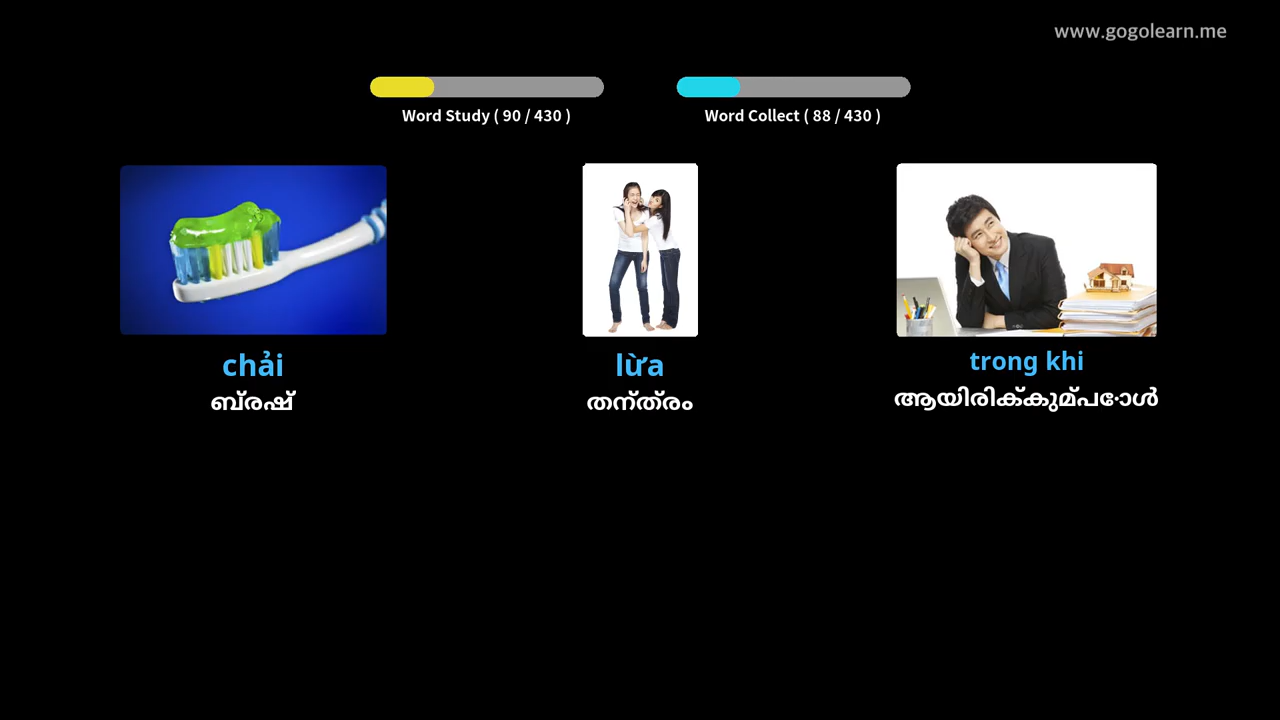 www.gogolearn.me
Word Study ( 90 / 430 )
Word Collect ( 88 / 430 )
chải
lừa
trong khi
ബ്രഷ്
തന്ത്രം
ആയിരിക്കുമ്പോൾ